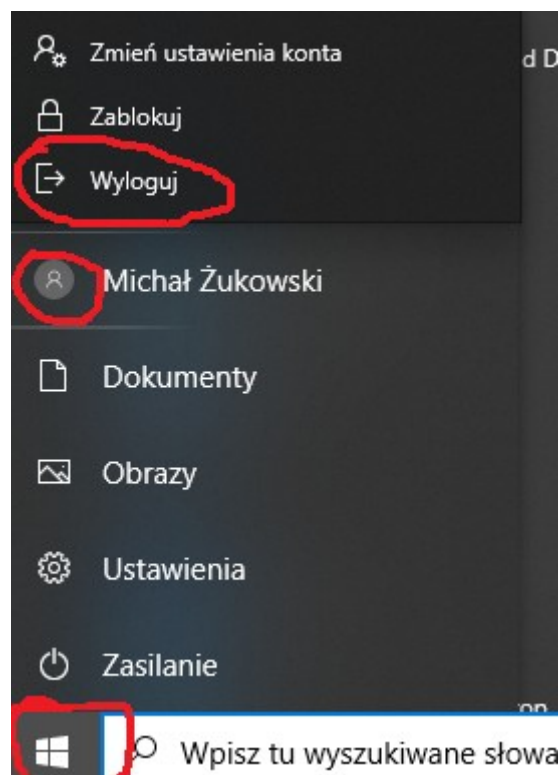 Zmień ustawienia konta
Zablokuj
Wyloguj
Michał Żukowski
Dokumenty
Obrazy
Ustawienia
Zasilanie
Wpisz tu wyszukiwane słowa